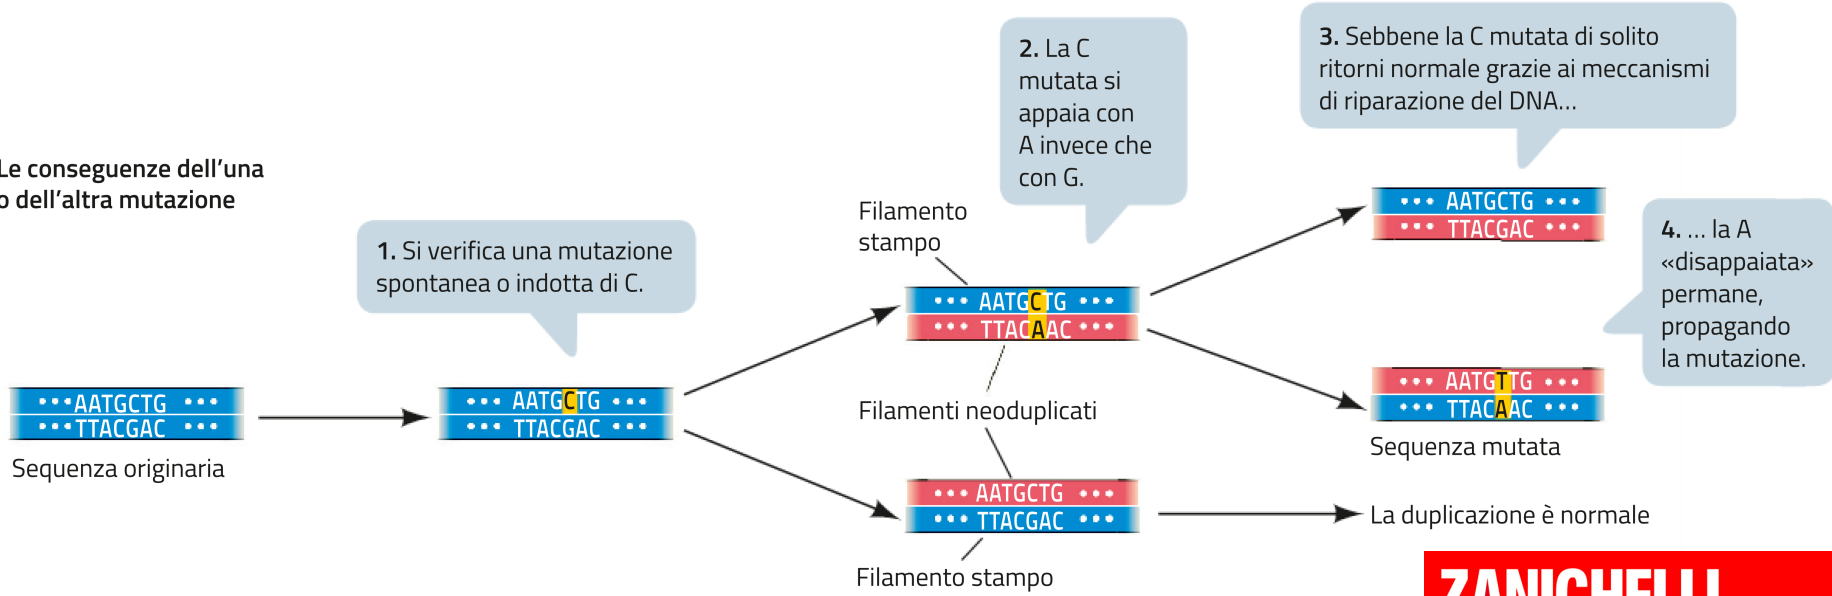 Le conseguenze dell'una
o dell'altra mutazione
1. Si verifica una mutazione
spontanea o indotta di C.
2. La C
mutata si
appaia con
A invece che
con G.
3. Sebbene la C mutata di solito
ritorni normale grazie ai meccanismi
di riparazione del DNA...
4. ... la A
«disappaiata»
permane,
propagando
la mutazione.
AATGCTG
TTACGAC
Sequenza originaria
AATGCTG
TTACGAC
Filamento
stampo
AATGCTG
TTACAAC
Filamenti neoduplicati
AATGCTG
TTACGAC
Filamento stampo
AATGCTG
TTACGAC
AATGTTG
TTACAAC
Sequenza mutata
La duplicazione è normale
ZANICHELLI